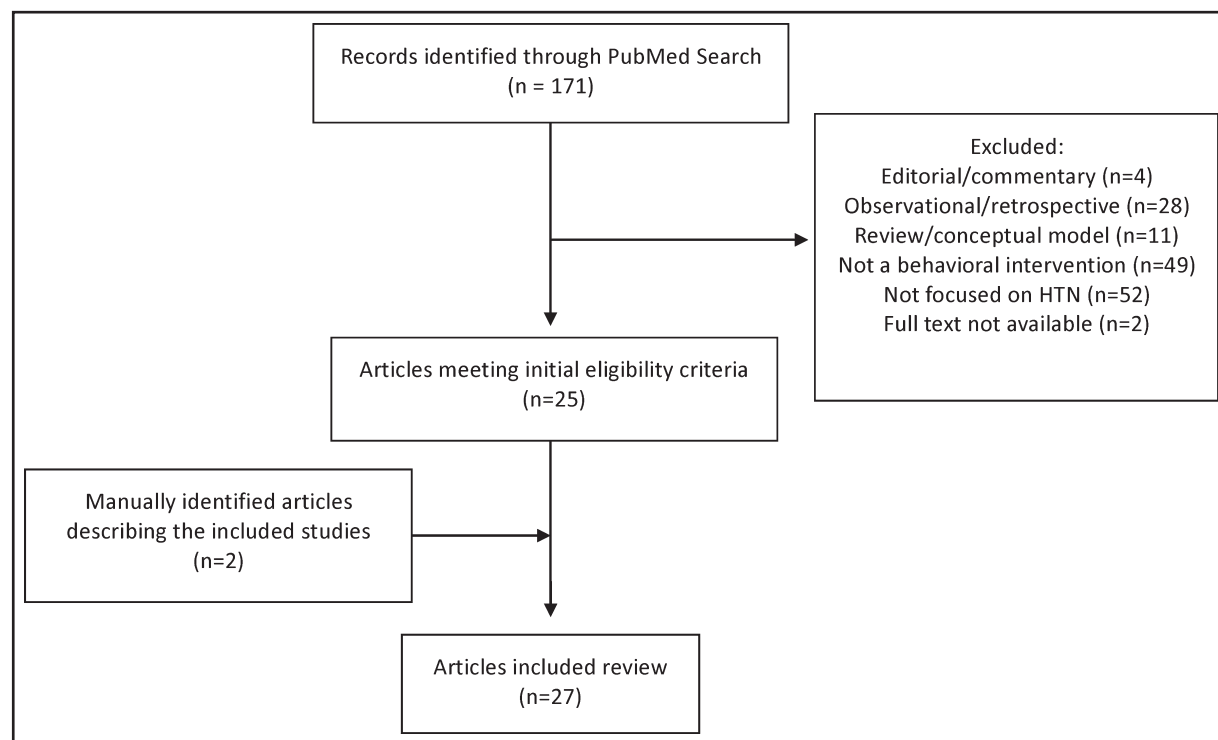 Records identified through PubMed Search
(n = 171)
Excluded:
Editorial/commentary (n=4)
Observational/retrospective (n=28)
Review/conceptual model (n=11)
Not a behavioral intervention (n=49)
Not focused on HTN (n=52)
Full text not available (n=2)
Articles meeting initial eligibility criteria
(n=25)
Manually identified articles
describing the included studies
(n=2)
Articles included review
(n=27)